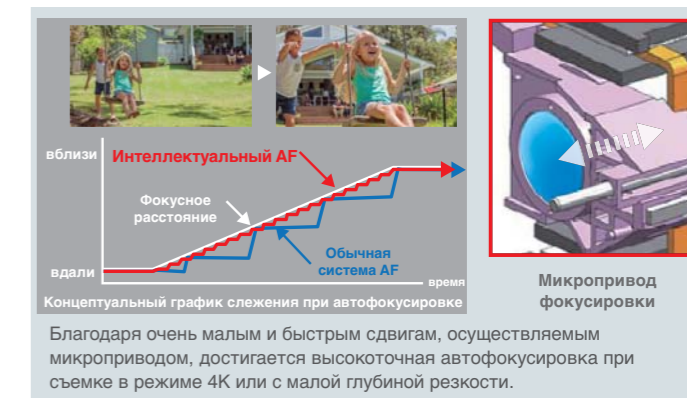 вблизи
Интеллектуальный AF
Фокусное
расстояние
Обычная
система AF
вдали
время
Концептуальный график слежения при автофокусировке
Микропривод
фокусировки
Благодаря очень малым и быстрым сдвигам, осуществляемым
микроприводом, достигается высокоточная автофокусировка при
съемке в режиме 4K или с малой глубиной резкости.